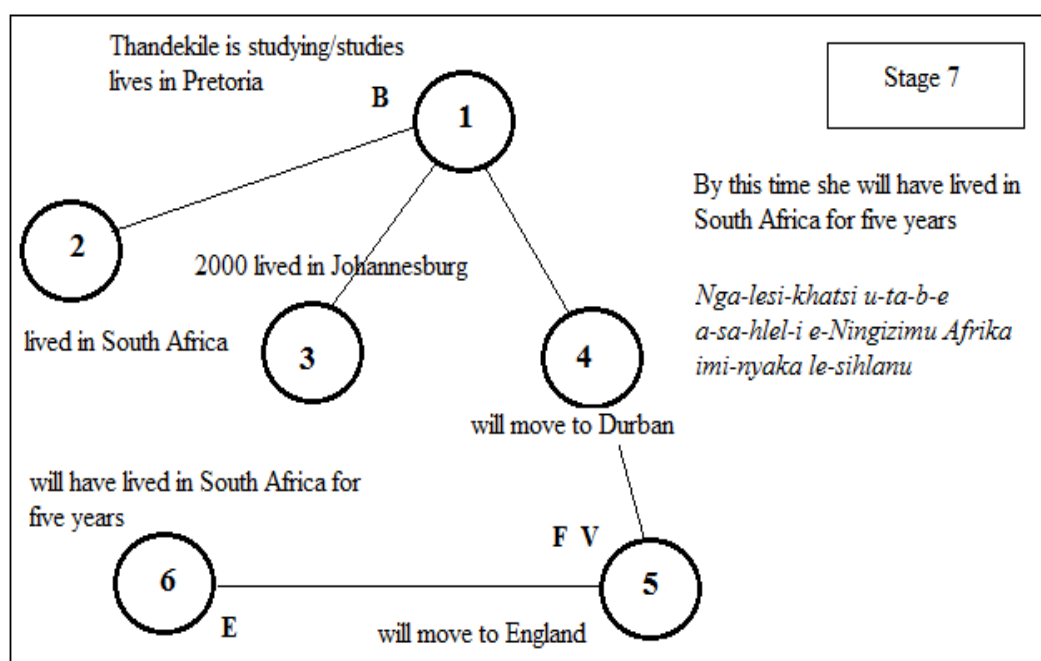 Thandekile is studying/studies
lives in Pretoria
B
1
Stage 7
By this time she will have lived in
South Africa for five years
2
2000 lived in Johannesburg
Nga-lesi-khatsi u-ta-b-e
a-sa-hlel-i e-Ningizimu Afrika
imi-nyaka le-sihlanu
lived in South Africa
3
4
will move to Durban
will have lived in South Africa for
five years
F V
6
5
E
will move to England